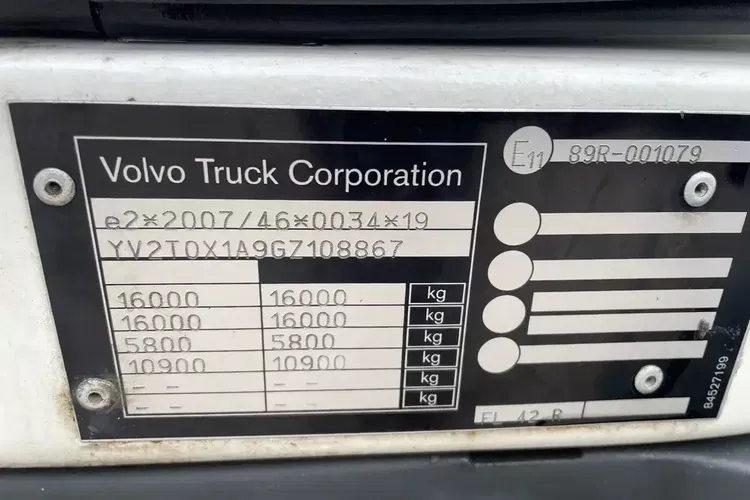 Volvo Truck Corporation
e2*2007/46*0034*19
YV2T0X1A9GZ108867
16000 16000 kg
16000 16000 kg
5800 5800 kg
10900 10900 kg
-- -- kg
-- -- kg
E11 89R-001079
FL 42 R
84527199